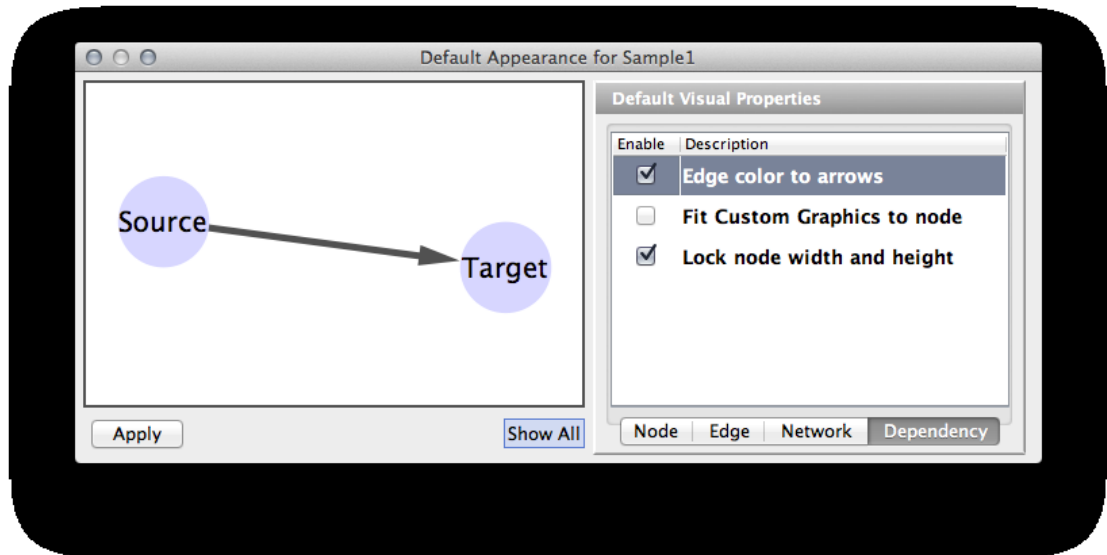 Default Appearance for Sample1
Source
Target
Apply
Show All
Default Visual Properties
Enable Description
Edge color to arrows
Fit Custom Graphics to node
Lock node width and height
Node Edge Network Dependency